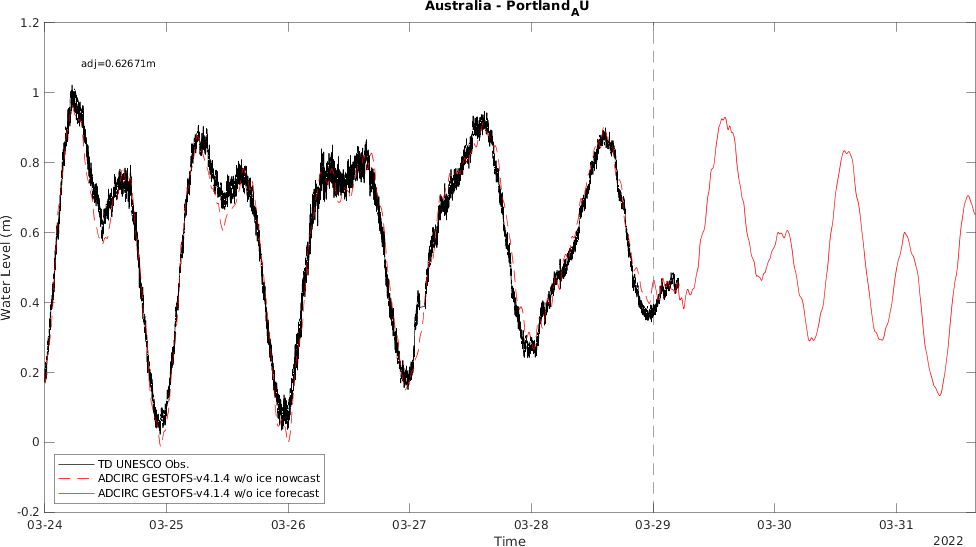 Australia - Portland_AU
1.2
adj=0.62671m
1
0.8
0.6
Water Level (m)
0.4
0.2
0
TD UNESCO Obs.
ADCIRC GESTOFS-v4.1.4 w/o ice nowcast
ADCIRC GESTOFS-v4.1.4 w/o ice forecast
-0.2
03-24 03-25 03-26 03-27 03-28 03-29 03-30 03-31
Time
2022